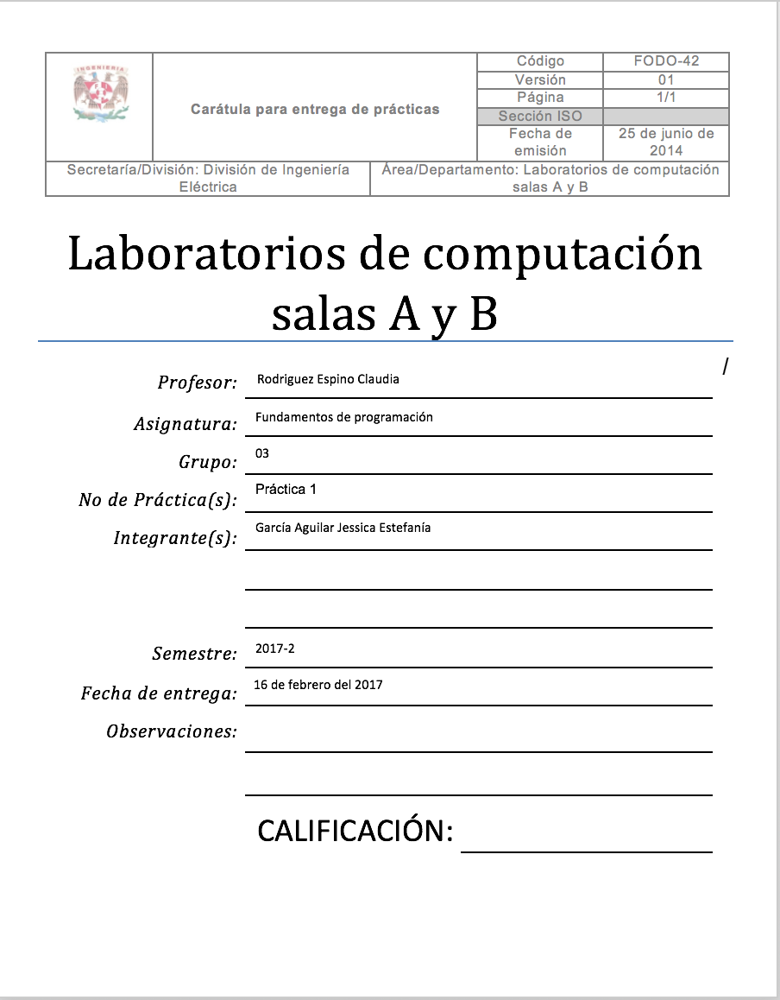 INGENIERIA
Carátula para entrega de prácticas
Código FODO-42
Versión 01
Página 1/1
Sección ISO
Fecha de emisión 25 de junio de 2014
Secretaría/División: División de Ingeniería
Eléctrica
Área/Departamento: Laboratorios de computación
salas A y B
Laboratorios de computación
salas A y B
/
Profesor: Rodriguez Espino Claudia
Asignatura: Fundamentos de programación
Grupo: 03
No de Práctica(s): Práctica 1
Integrante(s): García Aguilar Jessica Estefanía
Semestre: 2017-2
Fecha de entrega: 16 de febrero del 2017
Observaciones:
CALIFICACIÓN: